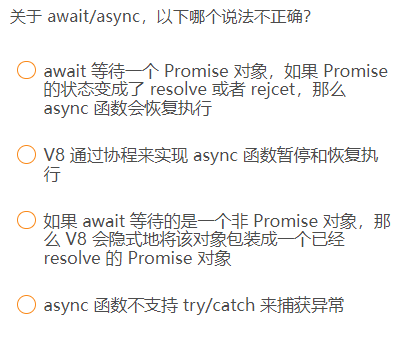 关于 await/async，以下哪个说法不正确？
await 等待一个 Promise 对象，如果 Promise
的状态变成了 resolve 或者 rejcet，那么
async 函数会恢复执行
V8 通过协程来实现 async 函数暂停和恢复执
行
如果 await 等待的是一个非 Promise 对象，那
么 V8 会隐式地将该对象包装成一个已经
resolve 的 Promise 对象
async 函数不支持 try/catch 来捕获异常